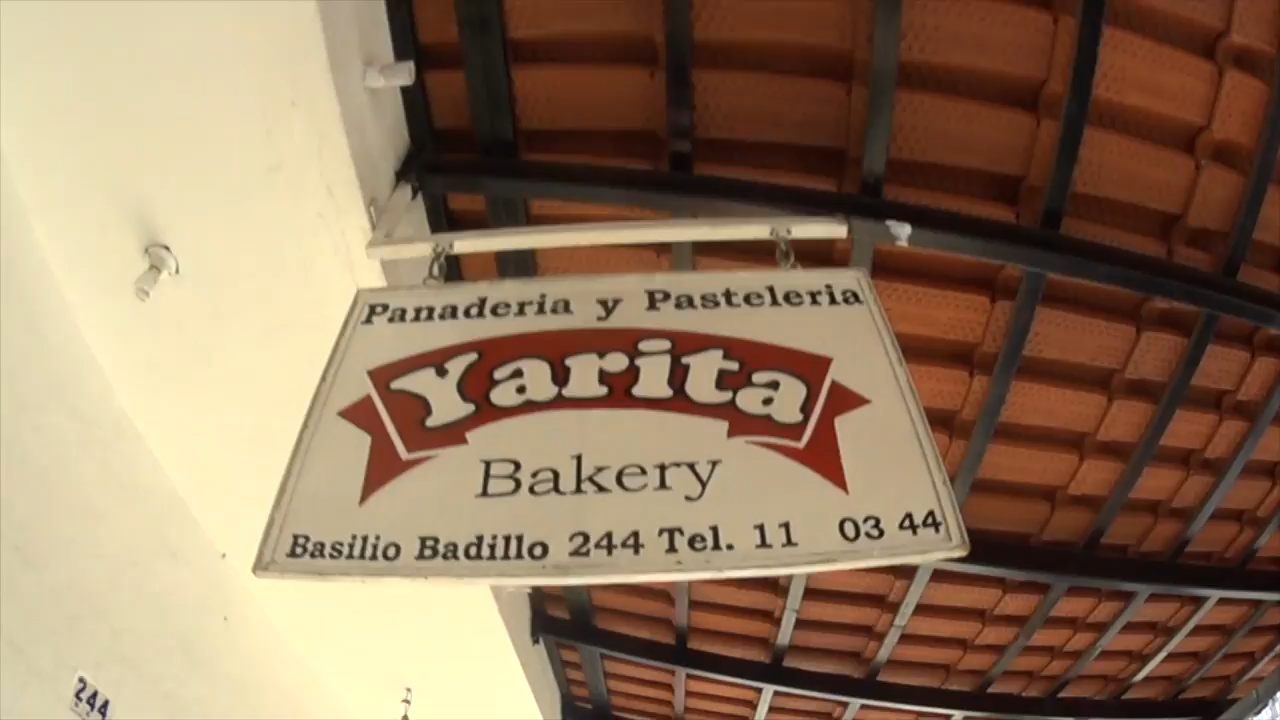 Panaderia y Pasteleria
Yarita
Bakery
Basilio Badillo 244 Tel. 11 03 44
244